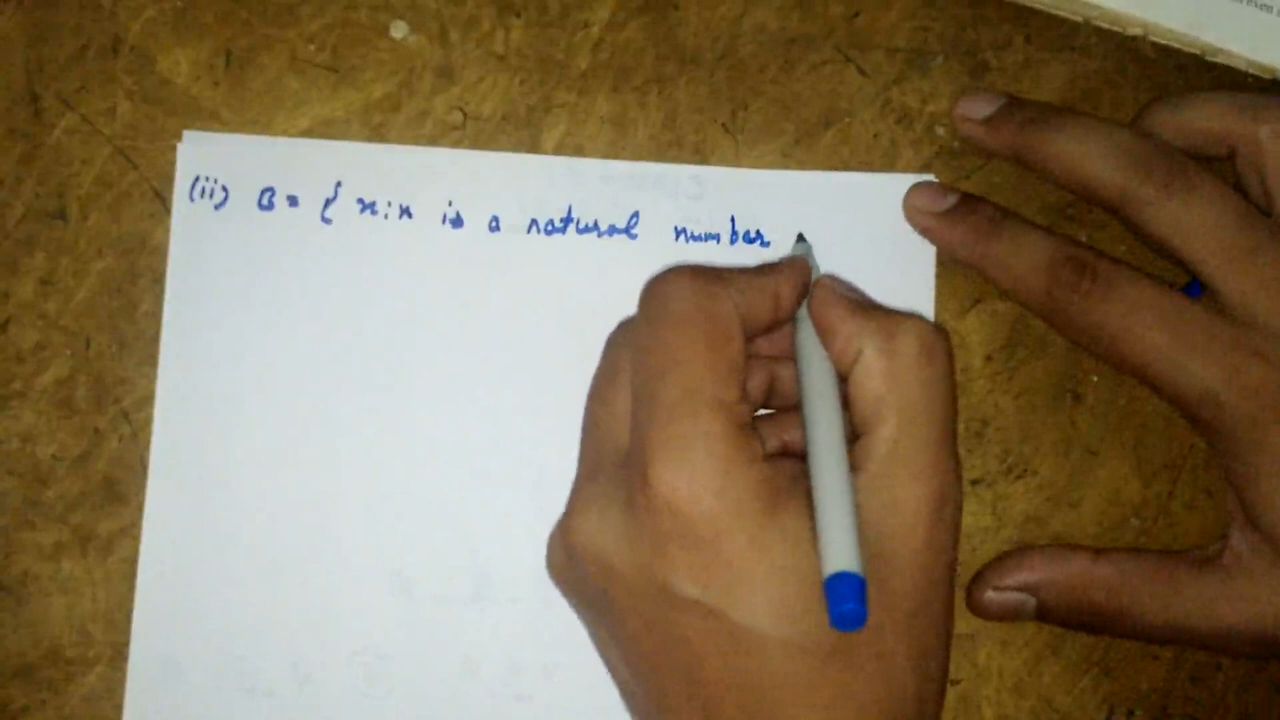 (ii) B = { x : x is a natural number